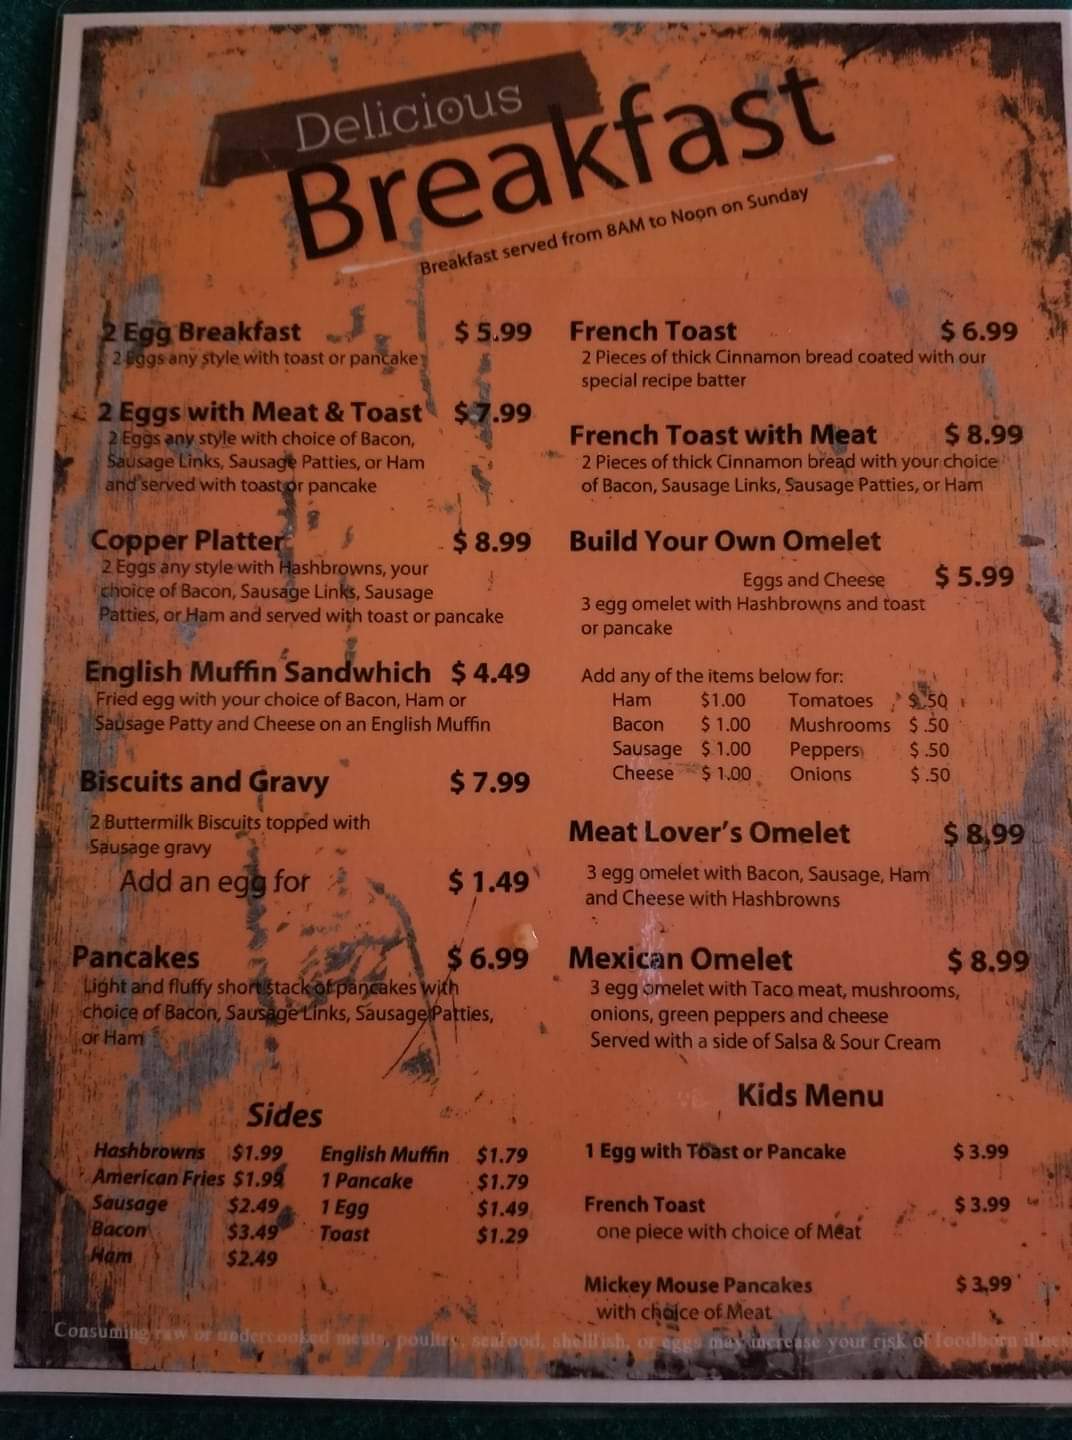 Delicious
Breakfast
Breakfast served from 8AM to Noon on Sunday
2 Egg Breakfast $ 5.99
2 Eggs any style with toast or pancake
2 Eggs with Meat & Toast $ 7.99
2 Eggs any style with choice of Bacon,
Sausage Links, Sausage Patties, or Ham
and served with toast or pancake
Copper Platter $ 8.99
2 Eggs any style with Hashbrowns, your
choice of Bacon, Sausage Links, Sausage
Patties, or Ham and served with toast or pancake
English Muffin Sandwhich $ 4.49
Fried egg with your choice of Bacon, Ham or
Sausage Patty and Cheese on an English Muffin
Biscuits and Gravy $ 7.99
2 Buttermilk Biscuits topped with
Sausage gravy
Add an egg for $ 1.49
Pancakes $ 6.99
Light and fluffy short stack of pancakes with
choice of Bacon, Sausage Links, Sausage Patties,
or Ham
Sides
Hashbrowns $1.99 English Muffin $1.79
American Fries $1.99 1 Pancake $1.79
Sausage $2.49 1 Egg $1.49
Bacon $3.49 Toast $1.29
Ham $2.49
French Toast $ 6.99
2 Pieces of thick Cinnamon bread coated with our
special recipe batter
French Toast with Meat $ 8.99
2 Pieces of thick Cinnamon bread with your choice
of Bacon, Sausage Links, Sausage Patties, or Ham
Build Your Own Omelet
Eggs and Cheese $ 5.99
3 egg omelet with Hashbrowns and toast
or pancake
Add any of the items below for:
Ham $1.00 Tomatoes $ .50
Bacon $ 1.00 Mushrooms $ .50
Sausage $ 1.00 Peppers $ .50
Cheese $ 1.00 Onions $ .50
Meat Lover's Omelet $ 8.99
3 egg omelet with Bacon, Sausage, Ham
and Cheese with Hashbrowns
Mexican Omelet $ 8.99
3 egg omelet with Taco meat, mushrooms,
onions, green peppers and cheese
Served with a side of Salsa & Sour Cream
Kids Menu
1 Egg with Toast or Pancake $ 3.99
French Toast $ 3.99
one piece with choice of Meat
Mickey Mouse Pancakes $ 3.99
with choice of Meat
Consuming raw or undercooked meats, poultry, seafood, shellfish, or eggs may increase your risk of foodborn